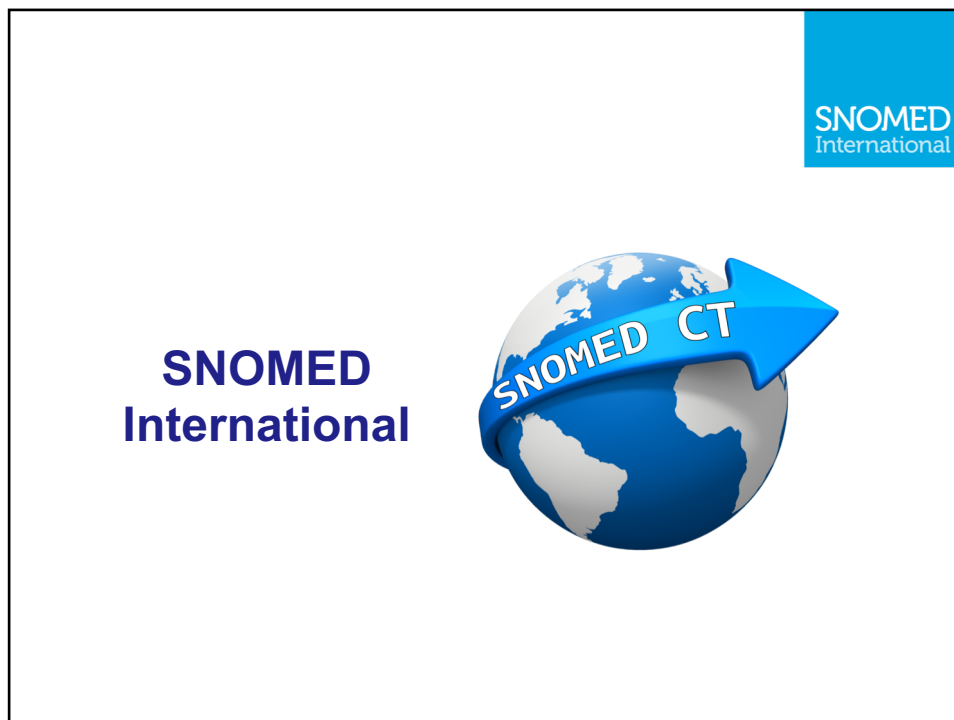 SNOMED
International
SNOMED
International
SNOMED CT